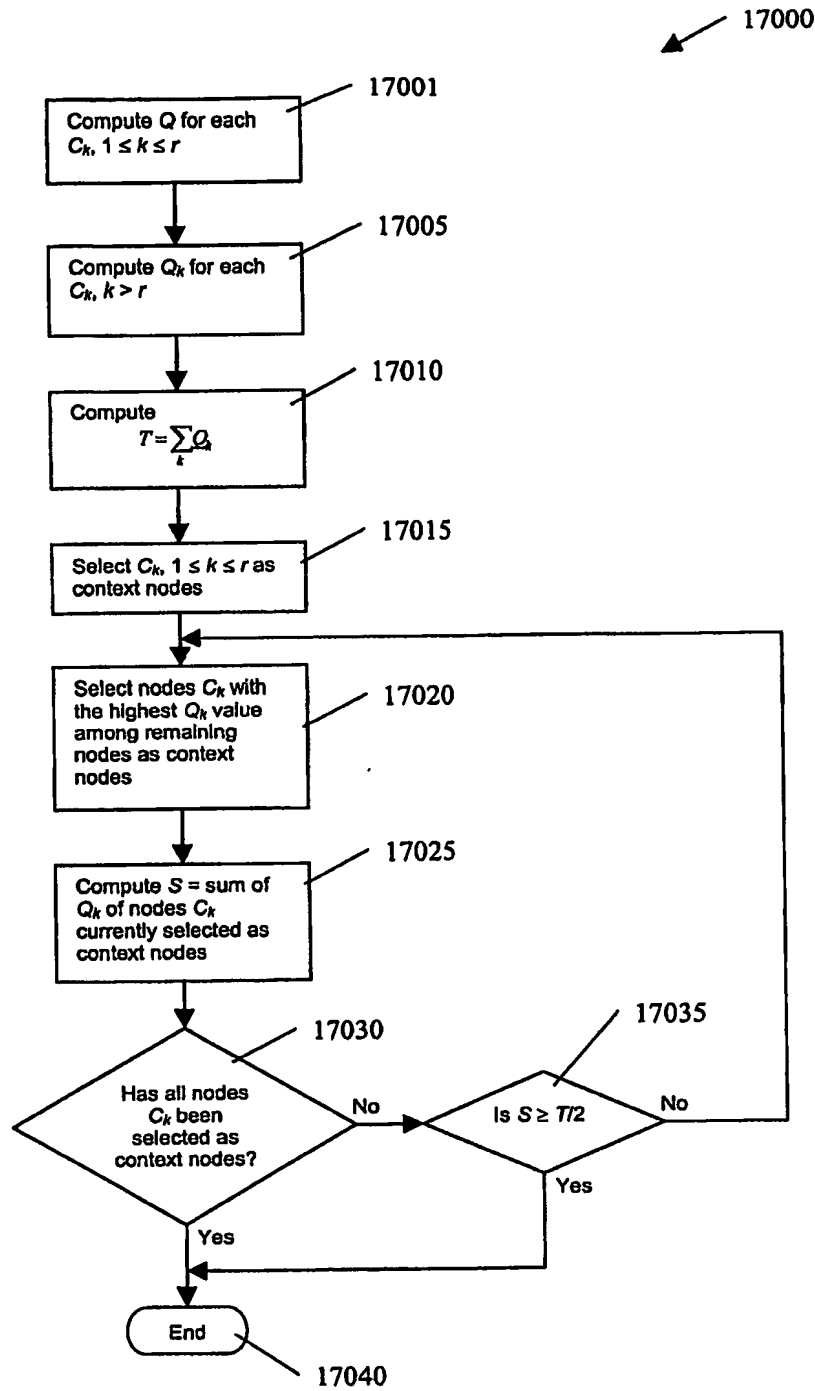 17000
17001
Compute Q for each
Cₖ, 1 ≤ k ≤ r
17005
Compute Qₖ for each
Cₖ, k > r
17010
Compute
T = ∑ₖ Qₖ
17015
Select Cₖ, 1 ≤ k ≤ r as
context nodes
17020
Select nodes Cₖ with
the highest Qₖ value
among remaining
nodes as context
nodes
17025
Compute S = sum of
Qₖ of nodes Cₖ
currently selected as
context nodes
17030
Has all nodes
Cₖ been
selected as
context nodes?
No
17035
Is S ≥ T/2
No
Yes
Yes
End
17040